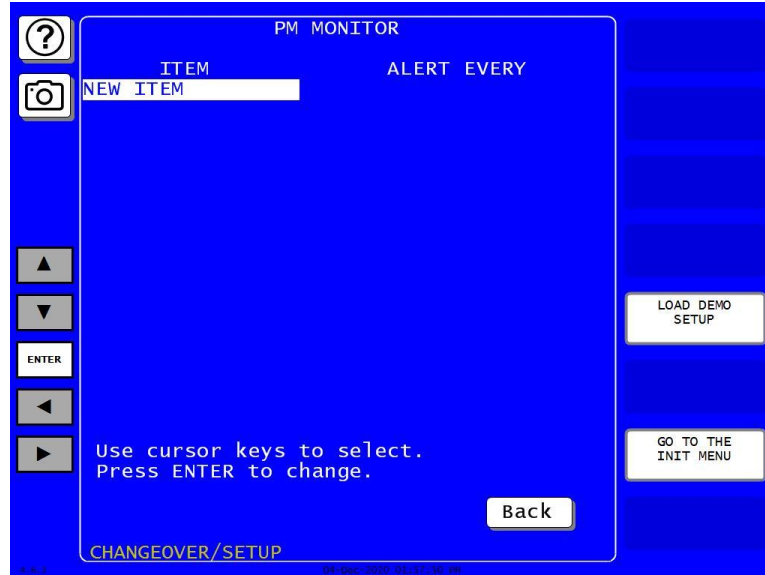 ?
PM MONITOR
ITEM ALERT EVERY
NEW ITEM
LOAD DEMO
SETUP
ENTER
Use cursor keys to select.
Press ENTER to change.
GO TO THE
INIT MENU
Back
CHANGEOVER/SETUP